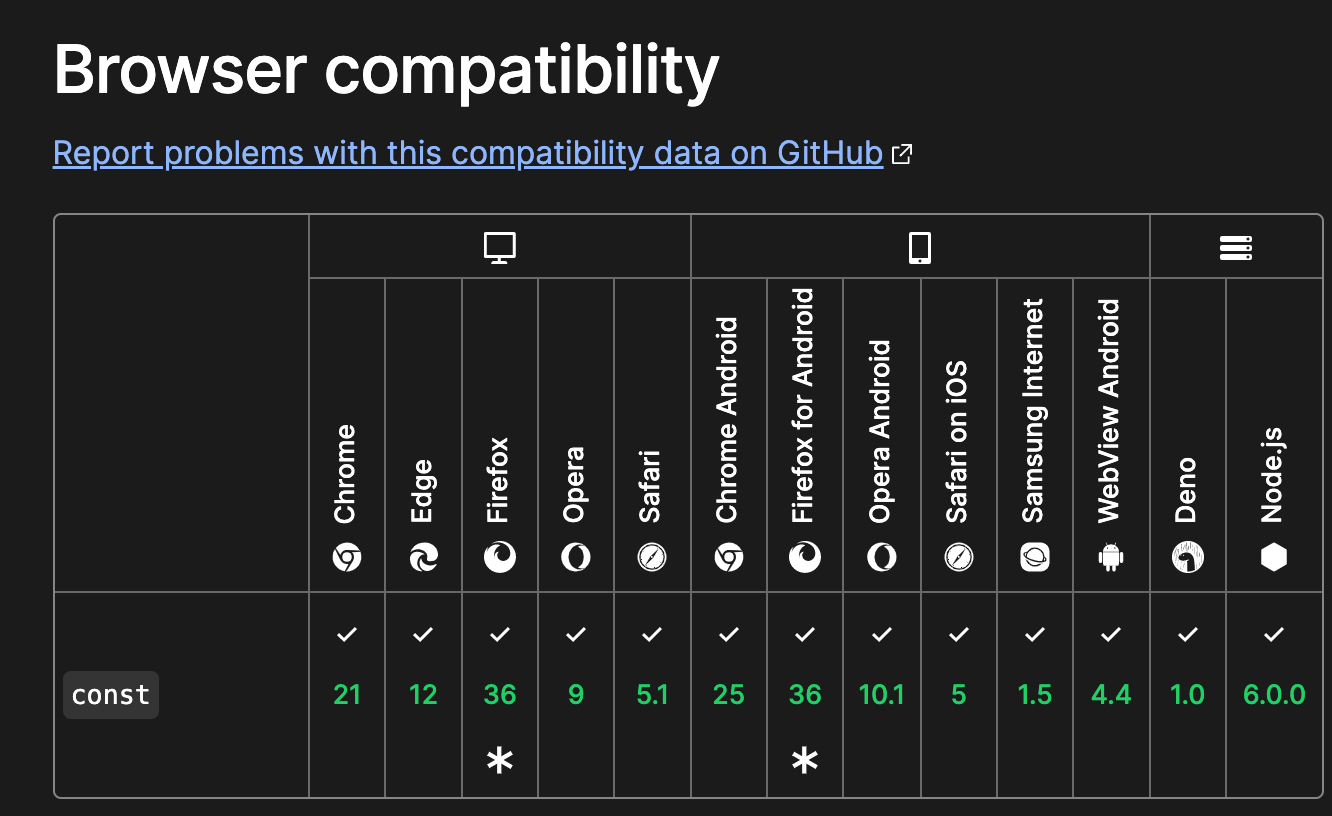 Browser compatibility
Report problems with this compatibility data on GitHub
Chrome
Edge
Firefox
Opera
Safari
Chrome Android
Firefox for Android
Opera Android
Safari on iOS
Samsung Internet
WebView Android
Deno
Node.js
const
21
12
36
9
5.1
25
36
10.1
5
1.5
4.4
1.0
6.0.0
*
*